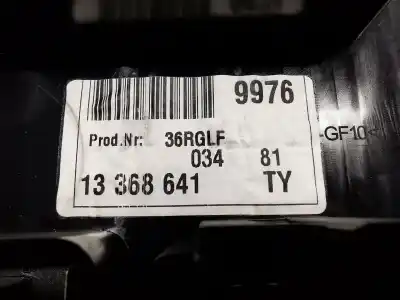 9976
Prod.Nr: 36RGLF
034 81
13 368 641 TY
-GF10